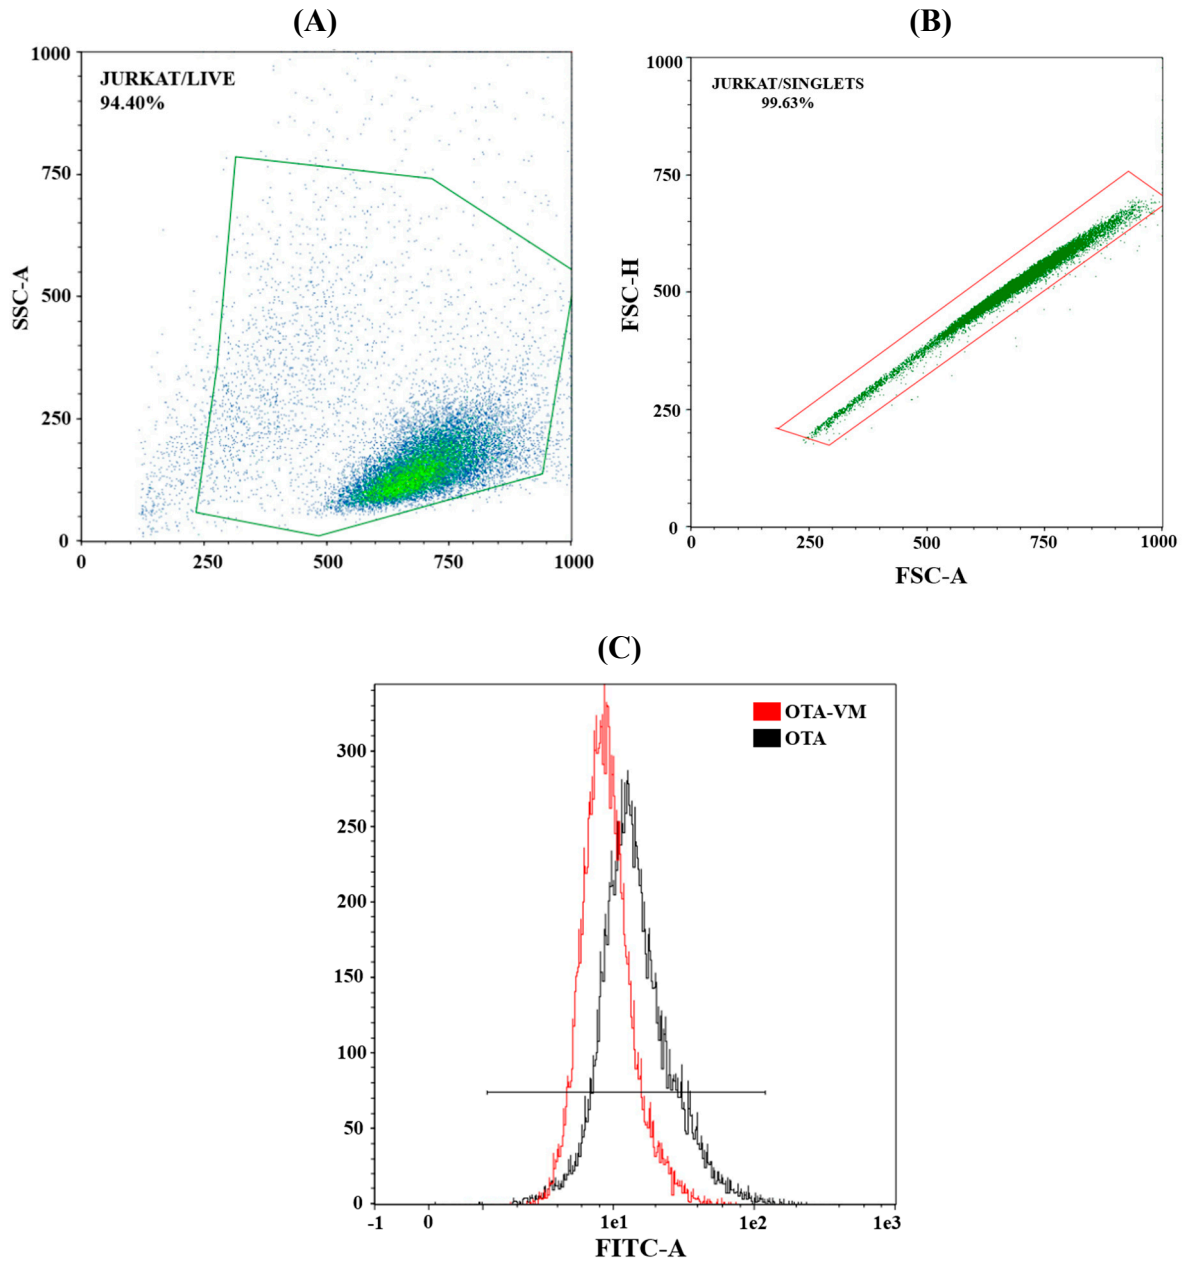 (A)
JURKAT/LIVE
94.40%
1000
750
500
250
0
SSC-A
0 250 500 750 1000
(B)
JURKAT/SINGLETS
99.63%
1000
750
500
250
0
FSC-H
0 250 500 750 1000
FSC-A
(C)
OTA-VM
OTA
300
250
200
150
100
50
0
-1 0 1e1 1e2 1e3
FITC-A